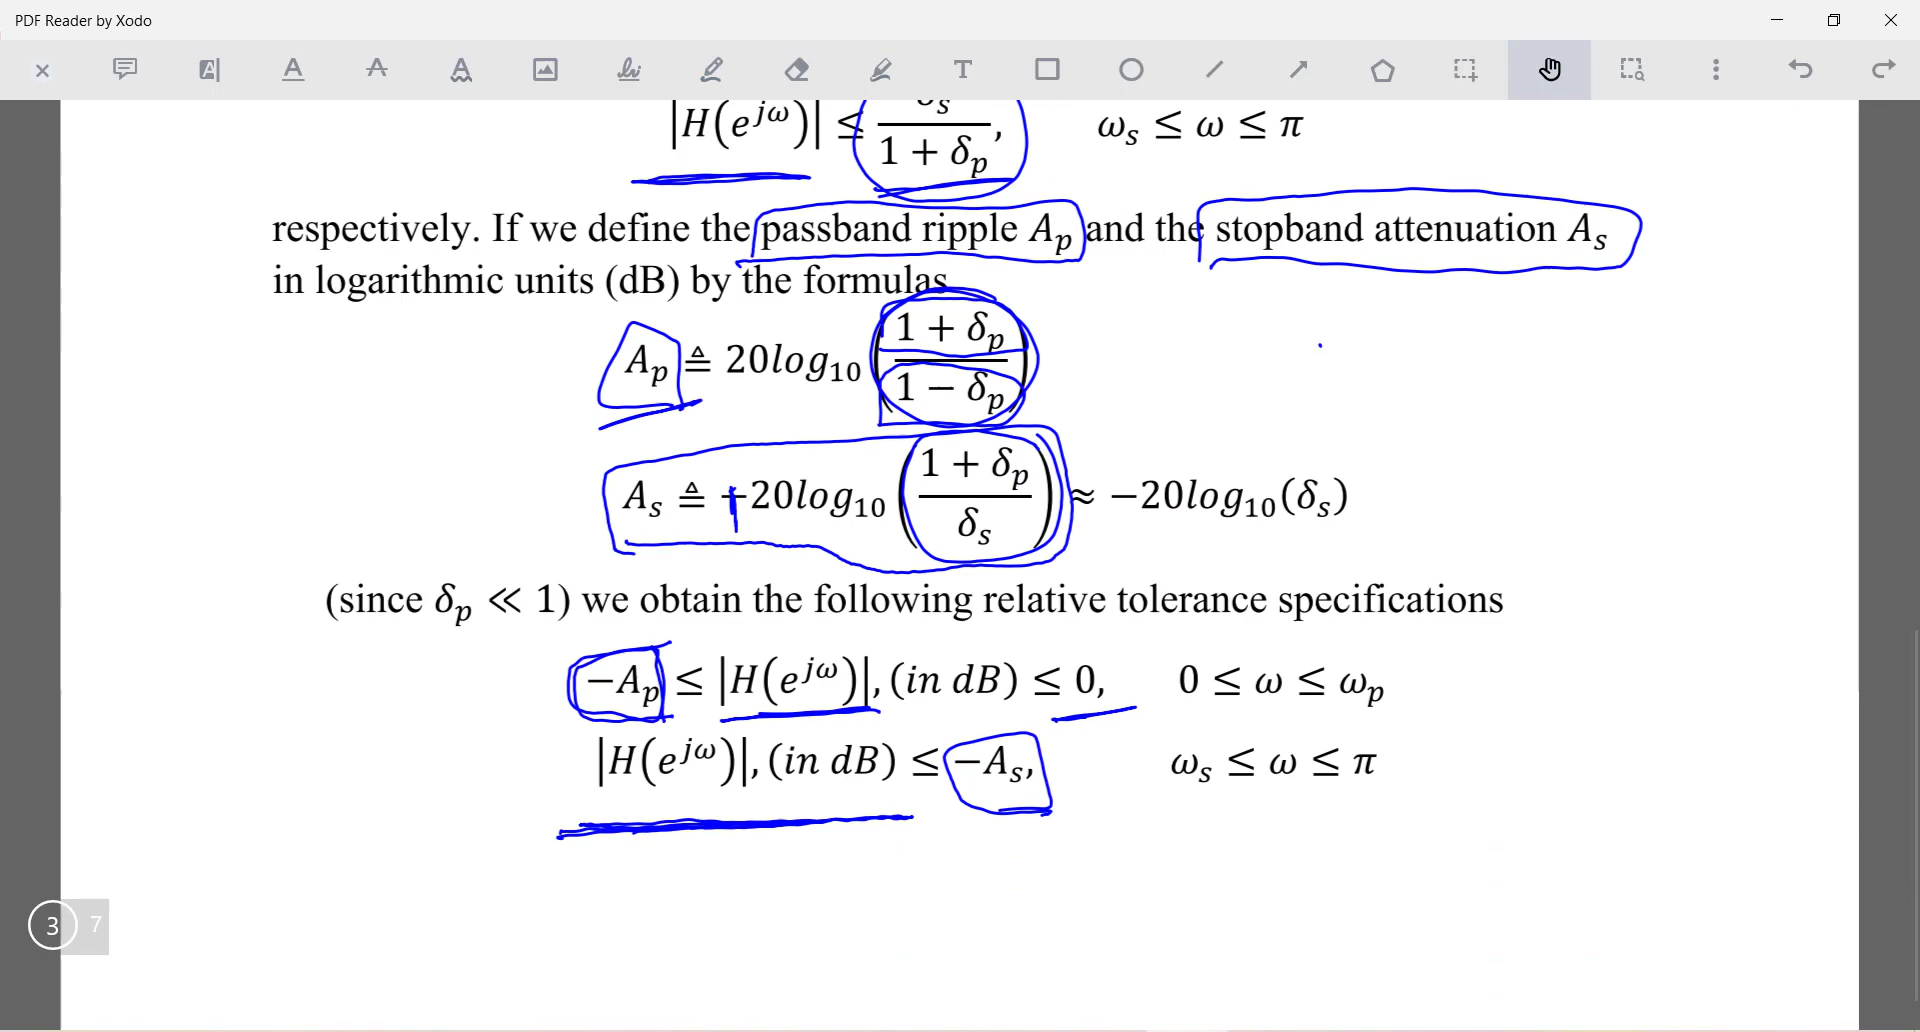 PDF Reader by Xodo
|H(e^{jω})| ≤ δ_s / (1 + δ_p), ω_s ≤ ω ≤ π
respectively. If we define the passband ripple A_p and the stopband attenuation A_s
in logarithmic units (dB) by the formulas
A_p ≜ 20log_{10} ((1 + δ_p) / (1 − δ_p))
A_s ≜ +20log_{10} ((1 + δ_p) / δ_s) ≈ −20log_{10}(δ_s)
(since δ_p ≪ 1) we obtain the following relative tolerance specifications
−A_p ≤ |H(e^{jω})|, (in dB) ≤ 0, 0 ≤ ω ≤ ω_p
|H(e^{jω})|, (in dB) ≤ −A_s, ω_s ≤ ω ≤ π
3 7